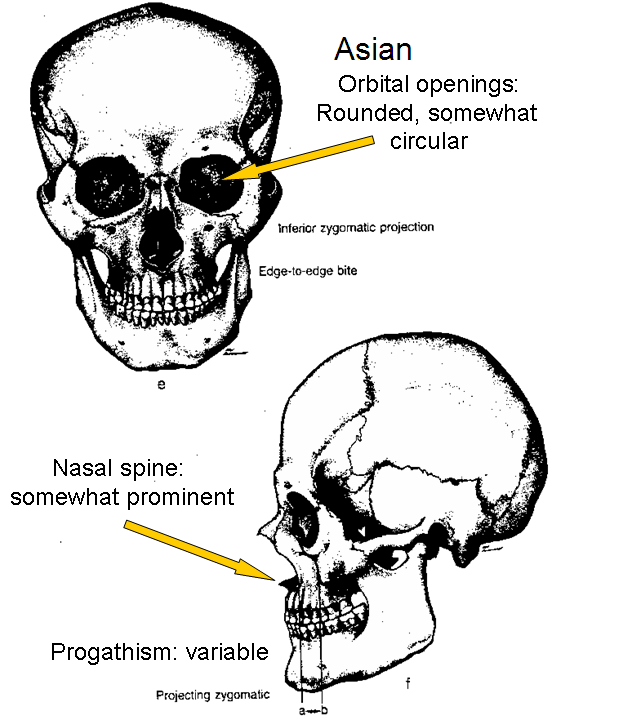 Asian
Orbital openings:
Rounded, somewhat
circular
Inferior zygomatic projection
Edge-to-edge bite
e
Nasal spine:
somewhat prominent
Progathism: variable
Projecting zygomatic
a
b
f